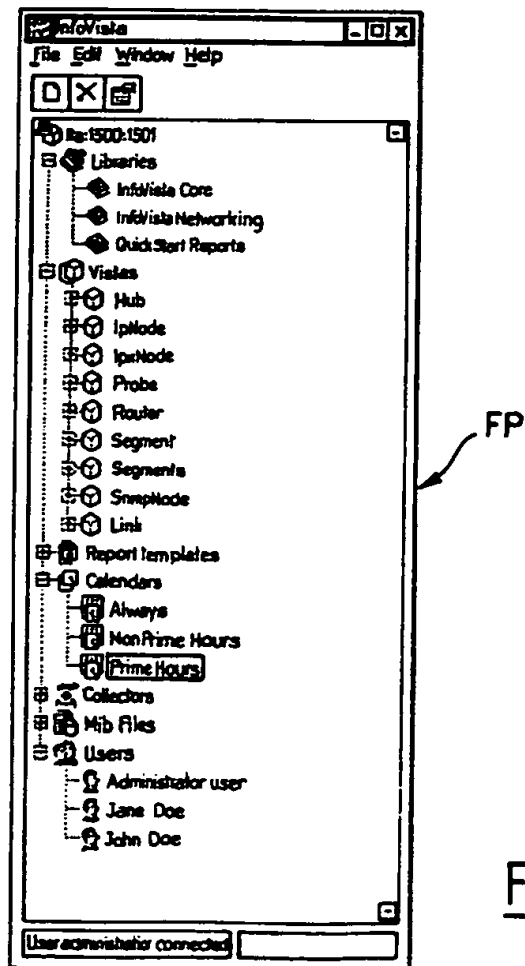 InfoVista
File Edit Window Help
Ra:1500:1501
Libraries
InfoVista Core
InfoVista Networking
QuickStart Reports
Vistas
Hub
IpNode
IpxNode
Probe
Router
Segment
Segments
SnmpNode
Link
Report templates
Calendars
Always
NonPrime Hours
Prime Hours
Collectors
Mib Files
Users
Administrator user
Jane Doe
John Doe
User administrator connected
FP
F